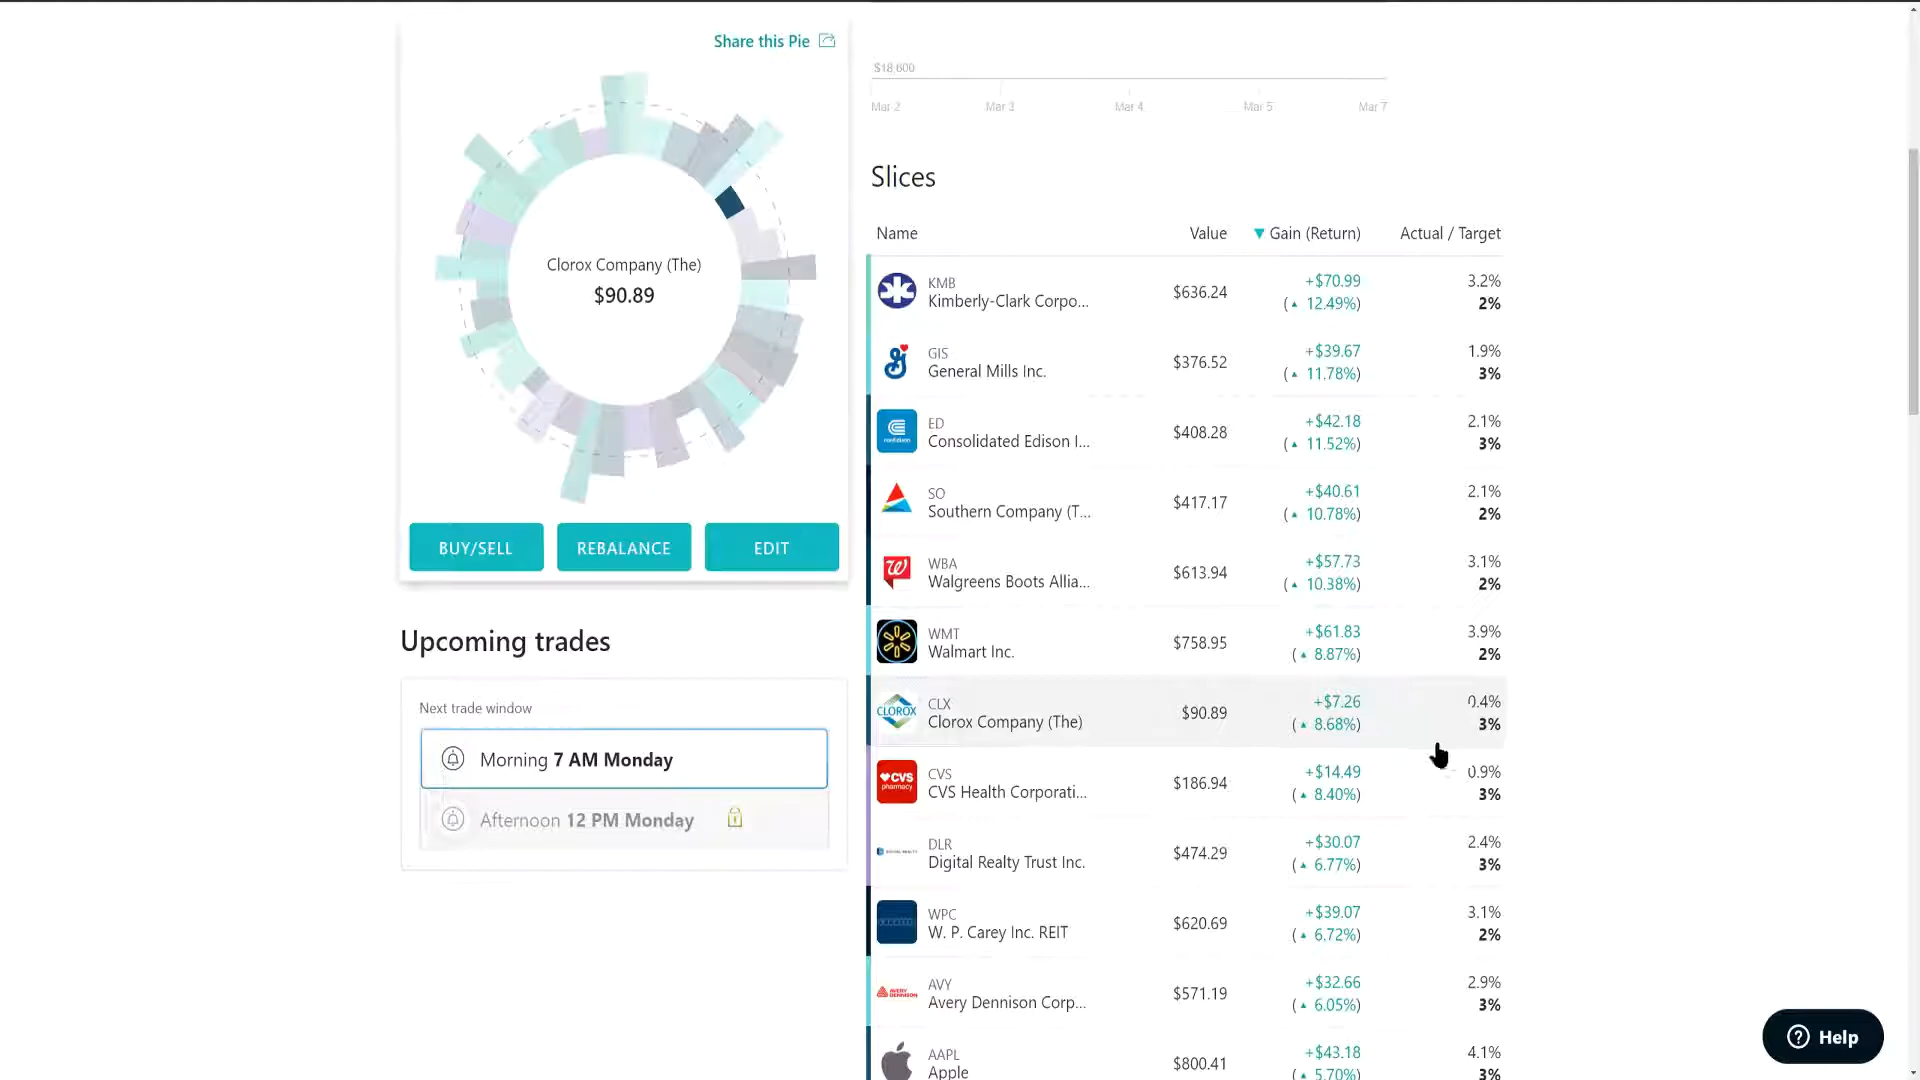 Share this Pie
Clorox Company (The)
$90.89
BUY/SELL
REBALANCE
EDIT
Upcoming trades
Next trade window
Morning 7 AM Monday
Afternoon 12 PM Monday
$18,600
Mar 2
Mar 3
Mar 4
Mar 5
Mar 7
Slices
Name
Value
▼ Gain (Return)
Actual / Target
KMB
Kimberly-Clark Corpo...
$636.24
+$70.99
(▲ 12.49%)
3.2%
2%
GIS
General Mills Inc.
$376.52
+$39.67
(▲ 11.78%)
1.9%
3%
ED
Consolidated Edison I...
$408.28
+$42.18
(▲ 11.52%)
2.1%
3%
SO
Southern Company (T...
$417.17
+$40.61
(▲ 10.78%)
2.1%
2%
WBA
Walgreens Boots Allia...
$613.94
+$57.73
(▲ 10.38%)
3.1%
2%
WMT
Walmart Inc.
$758.95
+$61.83
(▲ 8.87%)
3.9%
2%
CLOROX
CLX
Clorox Company (The)
$90.89
+$7.26
(▲ 8.68%)
0.4%
3%
CVS
pharmacy
CVS
CVS Health Corporati...
$186.94
+$14.49
(▲ 8.40%)
0.9%
3%
DLR
Digital Realty Trust Inc.
$474.29
+$30.07
(▲ 6.77%)
2.4%
3%
WPC
W. P. Carey Inc. REIT
$620.69
+$39.07
(▲ 6.72%)
3.1%
2%
AVERY
DENNISON
AVY
Avery Dennison Corp...
$571.19
+$32.66
(▲ 6.05%)
2.9%
3%
AAPL
Apple
$800.41
+$43.18
(▲ 5.70%)
4.1%
3%
Help